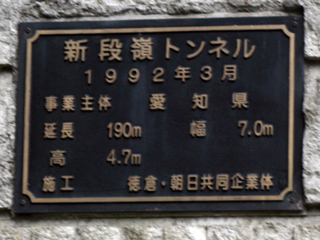 新段嶺トンネル
1992年3月
事業主体 愛知県
延長 190m 幅 7.0m
高 4.7m
施工 徳倉・朝日共同企業体